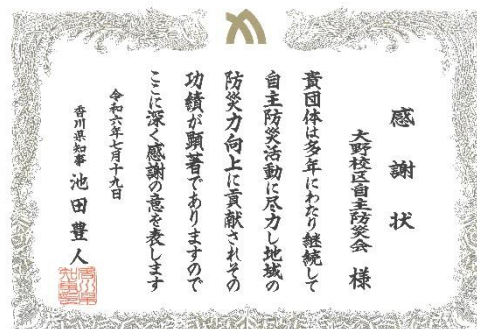 感謝状
大野校区自主防災会 様
貴団体は多年にわたり継続して
自主防災活動に尽力し地域の
防災力向上に貢献されその
功績が顕著でありますので
ここに深く感謝の意を表します
令和六年七月十九日
香川県知事 池田豊人
香川県知事